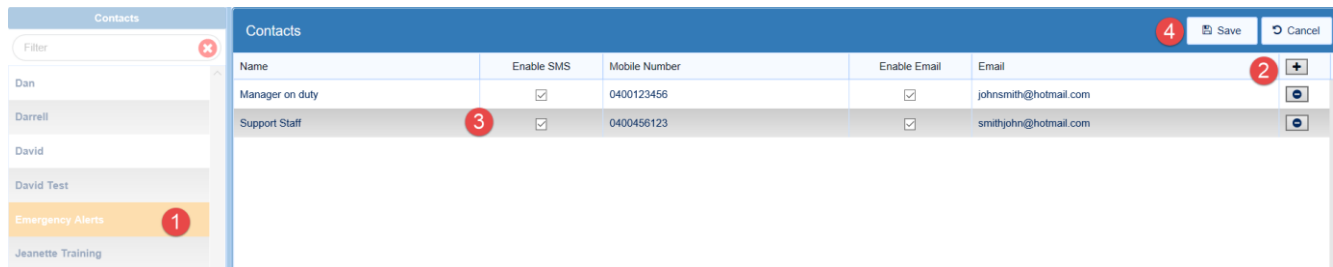 Contacts
Filter
Dan
Darrell
David
David Test
Emergency Alerts 1
Jeanette Training
Contacts 4 Save Cancel
Name Enable SMS Mobile Number Enable Email Email 2
Manager on duty 0400123456 johnsmith@hotmail.com
Support Staff 3 0400456123 smithjohn@hotmail.com